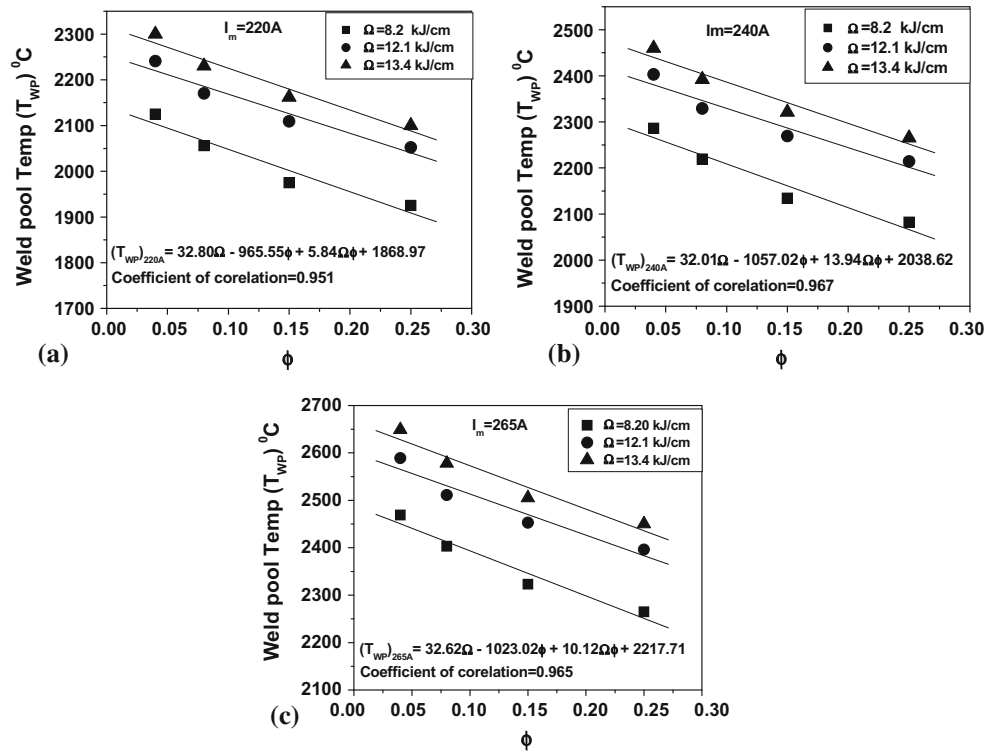 I_m=220A
Ω=8.2 kJ/cm
Ω=12.1 kJ/cm
Ω=13.4 kJ/cm
Weld pool Temp (T_WP) ⁰C
2300
2200
2100
2000
1900
1800
1700
(T_WP)_220A = 32.80Ω - 965.55ϕ + 5.84Ωϕ + 1868.97
Coefficient of corelation=0.951
0.00 0.05 0.10 0.15 0.20 0.25 0.30
ϕ
(a)
Im=240A
Ω=8.2 kJ/cm
Ω=12.1 kJ/cm
Ω=13.4 kJ/cm
Weld pool Temp (T_WP) ⁰C
2500
2400
2300
2200
2100
2000
1900
(T_WP)_240A = 32.01Ω - 1057.02ϕ + 13.94Ωϕ + 2038.62
Coefficient of corelation=0.967
0.00 0.05 0.10 0.15 0.20 0.25 0.30
ϕ
(b)
I_m=265A
Ω=8.20 kJ/cm
Ω=12.1 kJ/cm
Ω=13.4 kJ/cm
Weld pool Temp (T_WP) ⁰C
2700
2600
2500
2400
2300
2200
2100
(T_WP)_265A = 32.62Ω - 1023.02ϕ + 10.12Ωϕ + 2217.71
Coefficient of corelation=0.965
0.00 0.05 0.10 0.15 0.20 0.25 0.30
ϕ
(c)